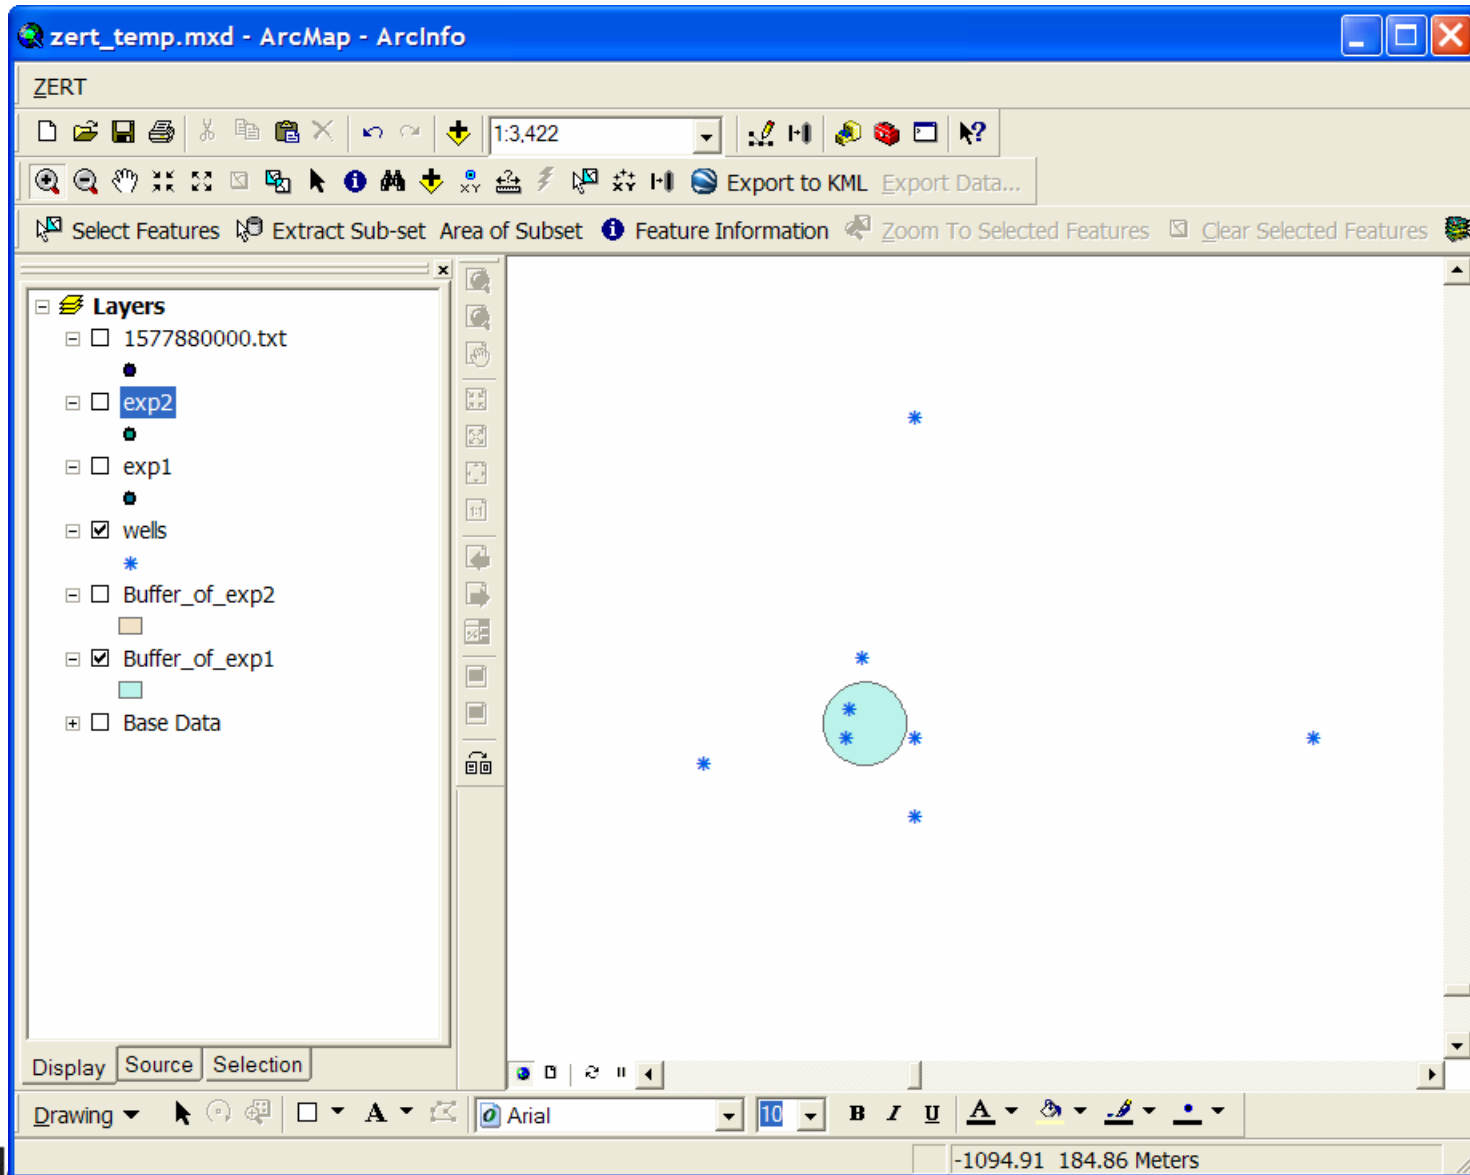 zert_temp.mxd - ArcMap - ArcInfo
ZERT
1:3,422
Export to KML Export Data...
Select Features Extract Sub-set Area of Subset Feature Information Zoom To Selected Features Clear Selected Features
Layers
1577880000.txt
exp2
exp1
wells
Buffer_of_exp2
Buffer_of_exp1
Base Data
Display Source Selection
Drawing A Arial 10 B I U A
-1094.91 184.86 Meters